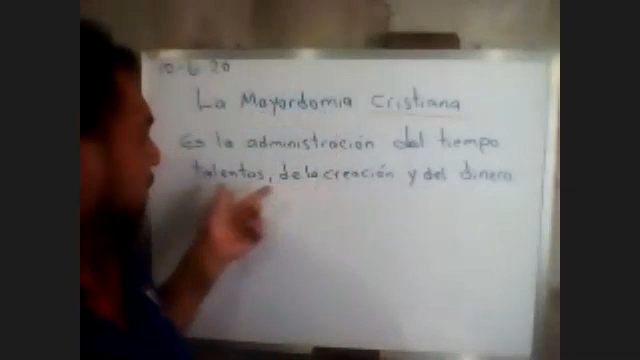 10-6-20
La Mayordomia Cristiana
Es la administración del tiempo
talentos, de la creación y del dinero